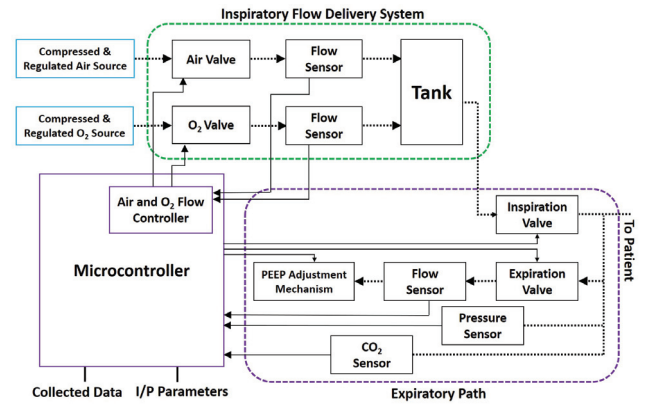 Inspiratory Flow Delivery System
Compressed &
Regulated Air Source
Air Valve
Flow
Sensor
Tank
Compressed &
Regulated O2 Source
O2 Valve
Flow
Sensor
Air and O2 Flow
Controller
Microcontroller
Inspiration
Valve
To Patient
PEEP Adjustment
Mechanism
Flow
Sensor
Expiration
Valve
Pressure
Sensor
CO2
Sensor
Collected Data
I/P Parameters
Expiratory Path